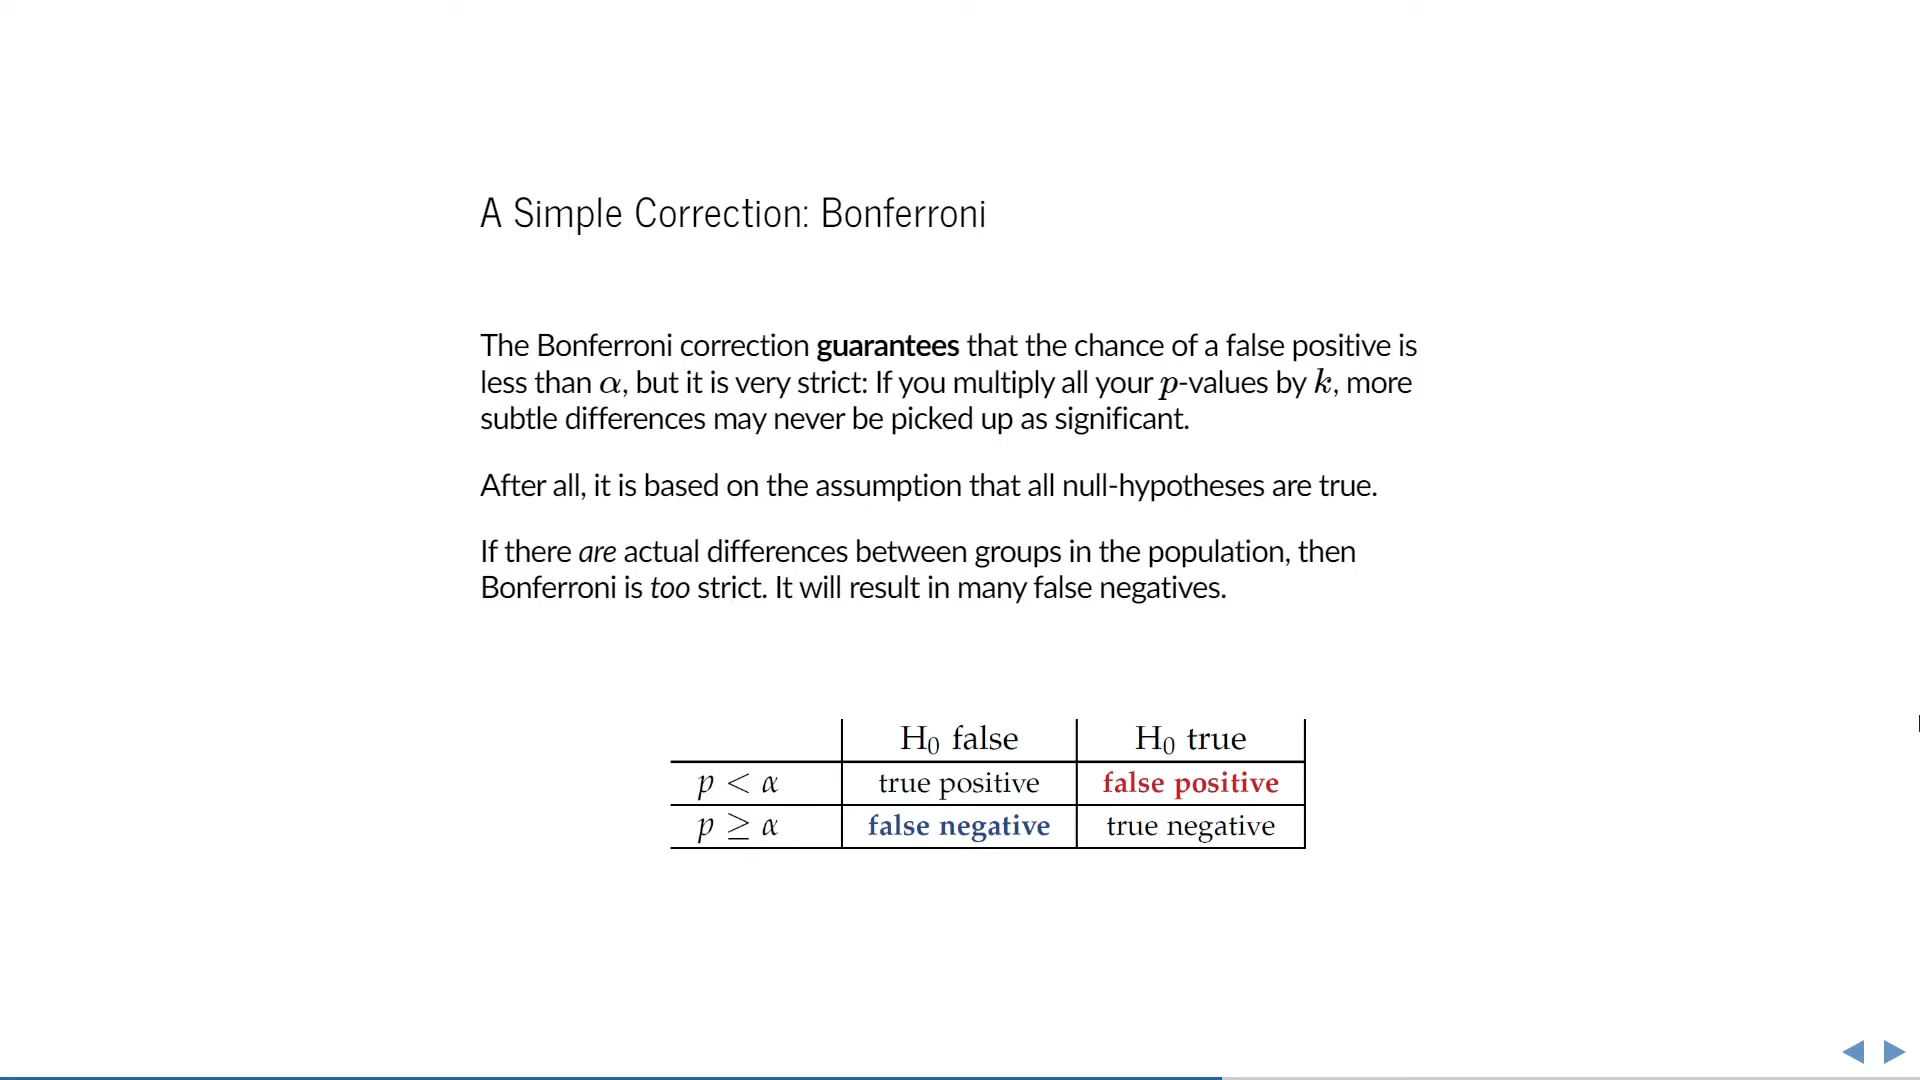 A Simple Correction: Bonferroni
The Bonferroni correction guarantees that the chance of a false positive is
less than α, but it is very strict: If you multiply all your p-values by k, more
subtle differences may never be picked up as significant.
After all, it is based on the assumption that all null-hypotheses are true.
If there are actual differences between groups in the population, then
Bonferroni is too strict. It will result in many false negatives.
H₀ false H₀ true
p < α true positive false positive
p ≥ α false negative true negative